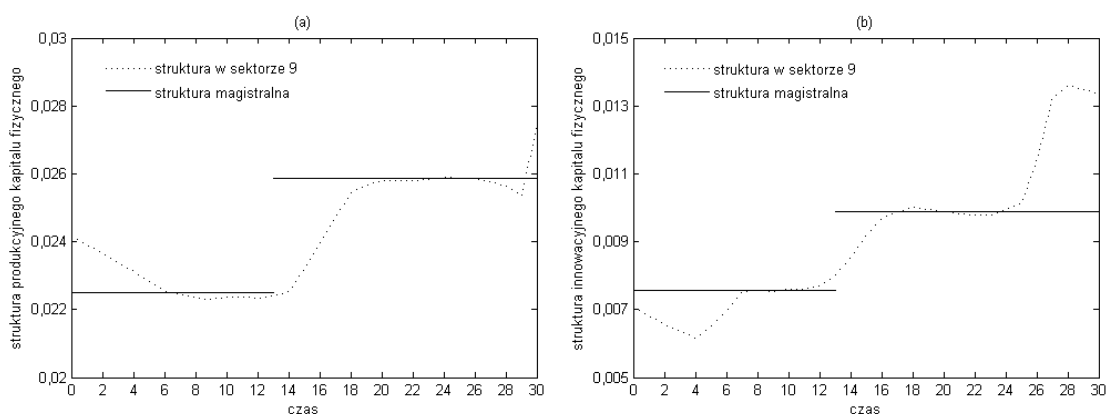 (a)
0,03
0,028
0,026
0,024
0,022
0,02
struktura produkcyjnego kapitalu fizycznego
struktura w sektorze 9
struktura magistralna
0 2 4 6 8 10 12 14 16 18 20 22 24 26 28 30
czas
(b)
0,015
0,013
0,011
0,009
0,007
0,005
struktura innowacyjnego kapitalu fizycznego
struktura w sektorze 9
struktura magistralna
0 2 4 6 8 10 12 14 16 18 20 22 24 26 28 30
czas